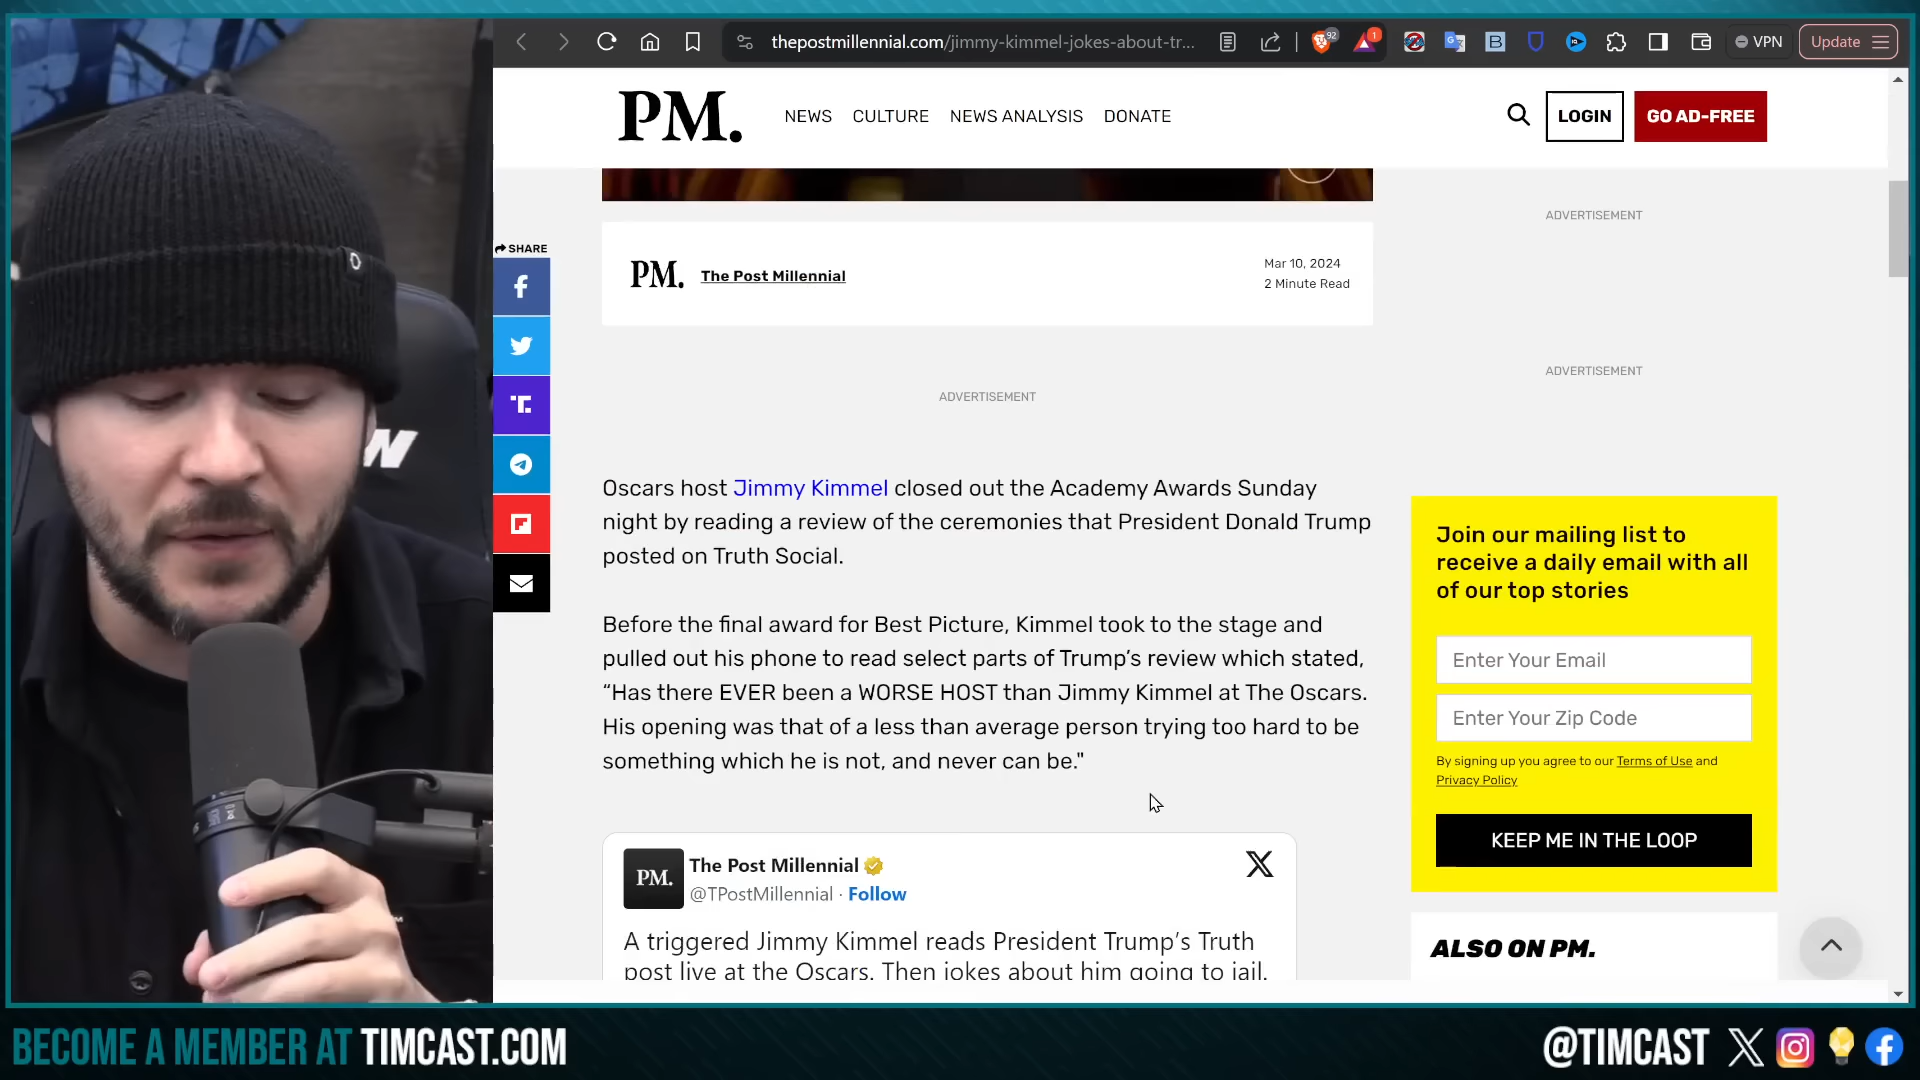 thepostmillennial.com/jimmy-kimmel-jokes-about-tr...
92
1
VPN
Update
PM.
NEWS
CULTURE
NEWS ANALYSIS
DONATE
LOGIN
GO AD-FREE
SHARE
PM.
The Post Millennial
Mar 10, 2024
2 Minute Read
ADVERTISEMENT
ADVERTISEMENT
ADVERTISEMENT
Oscars host Jimmy Kimmel closed out the Academy Awards Sunday
night by reading a review of the ceremonies that President Donald Trump
posted on Truth Social.
Before the final award for Best Picture, Kimmel took to the stage and
pulled out his phone to read select parts of Trump’s review which stated,
“Has there EVER been a WORSE HOST than Jimmy Kimmel at The Oscars.
His opening was that of a less than average person trying too hard to be
something which he is not, and never can be."
PM.
The Post Millennial
@TPostMillennial · Follow
A triggered Jimmy Kimmel reads President Trump’s Truth
post live at the Oscars. Then jokes about him going to jail.
Join our mailing list to
receive a daily email with all
of our top stories
Enter Your Email
Enter Your Zip Code
By signing up you agree to our Terms of Use and
Privacy Policy
KEEP ME IN THE LOOP
ALSO ON PM.
BECOME A MEMBER AT TIMCAST.COM
@TIMCAST